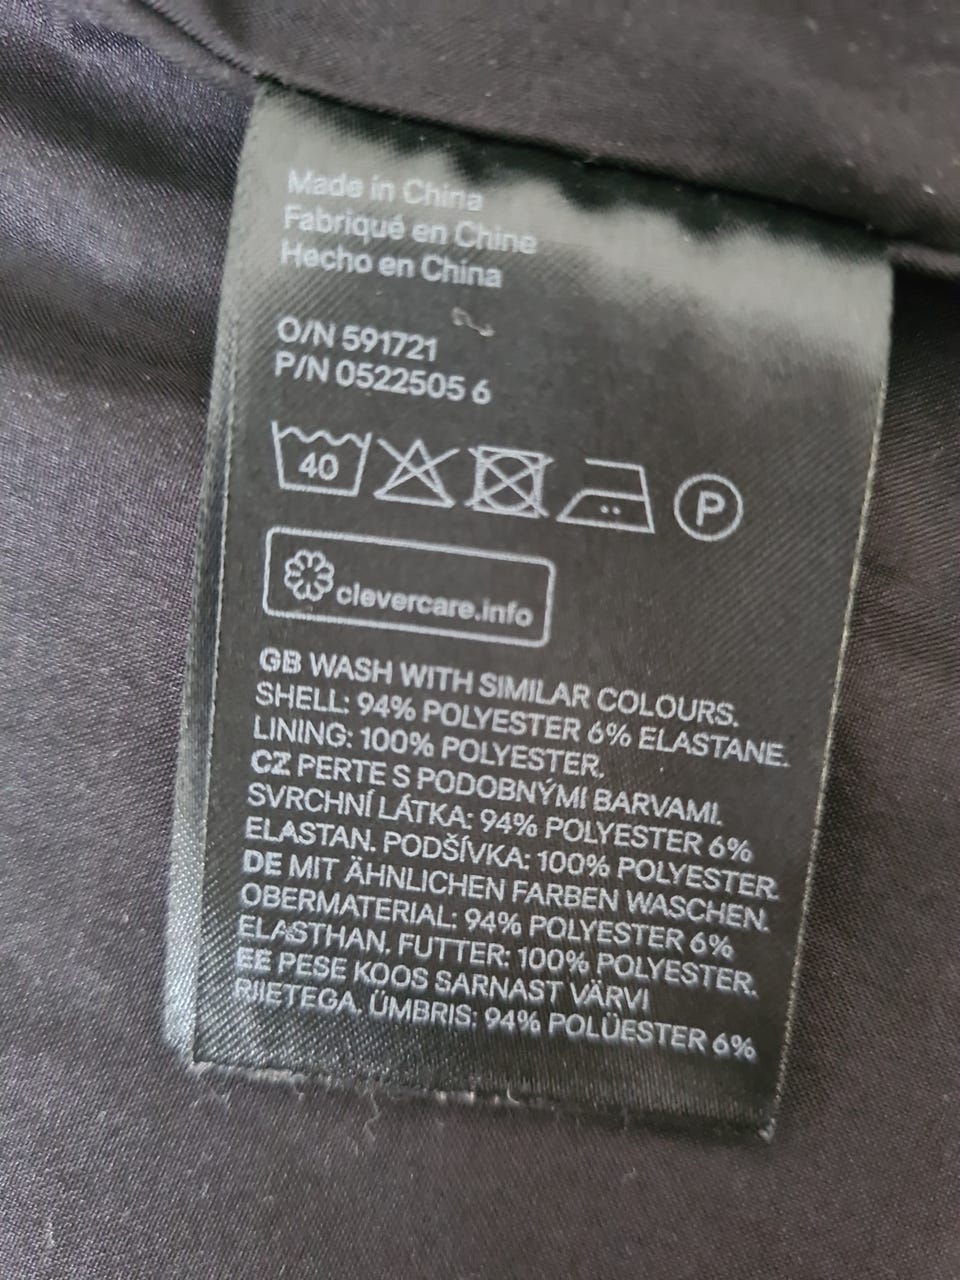 Made in China
Fabriqué en Chine
Hecho en China
O/N 591721
P/N 0522505 6
40
P
clevercare.info
GB WASH WITH SIMILAR COLOURS.
SHELL: 94% POLYESTER 6% ELASTANE.
LINING: 100% POLYESTER.
CZ PERTE S PODOBNÝMI BARVAMI.
SVRCHNÍ LÁTKA: 94% POLYESTER 6%
ELASTAN. PODŠÍVKA: 100% POLYESTER.
DE MIT ÄHNLICHEN FARBEN WASCHEN.
OBERMATERIAL: 94% POLYESTER 6%
ELASTHAN. FUTTER: 100% POLYESTER.
EE PESE KOOS SARNAST VÄRVI
RIIETEGA. ÜMBRIS: 94% POLÜESTER 6%